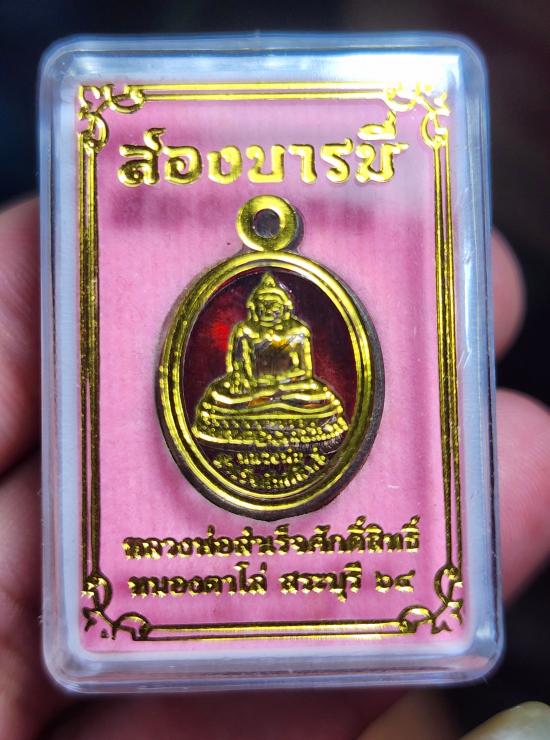 ส่องบารมี
หลวงพ่อสำเร็จศักดิ์สิทธิ์
หนองตาโล่ สระบุรี ๖๔